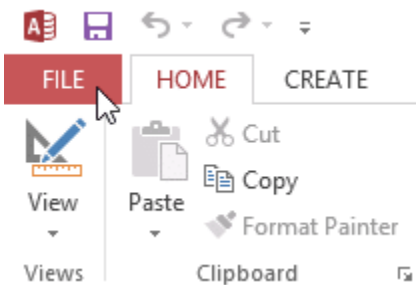 FILE HOME CREATE
Cut
Copy
View Paste
Format Painter
Views Clipboard